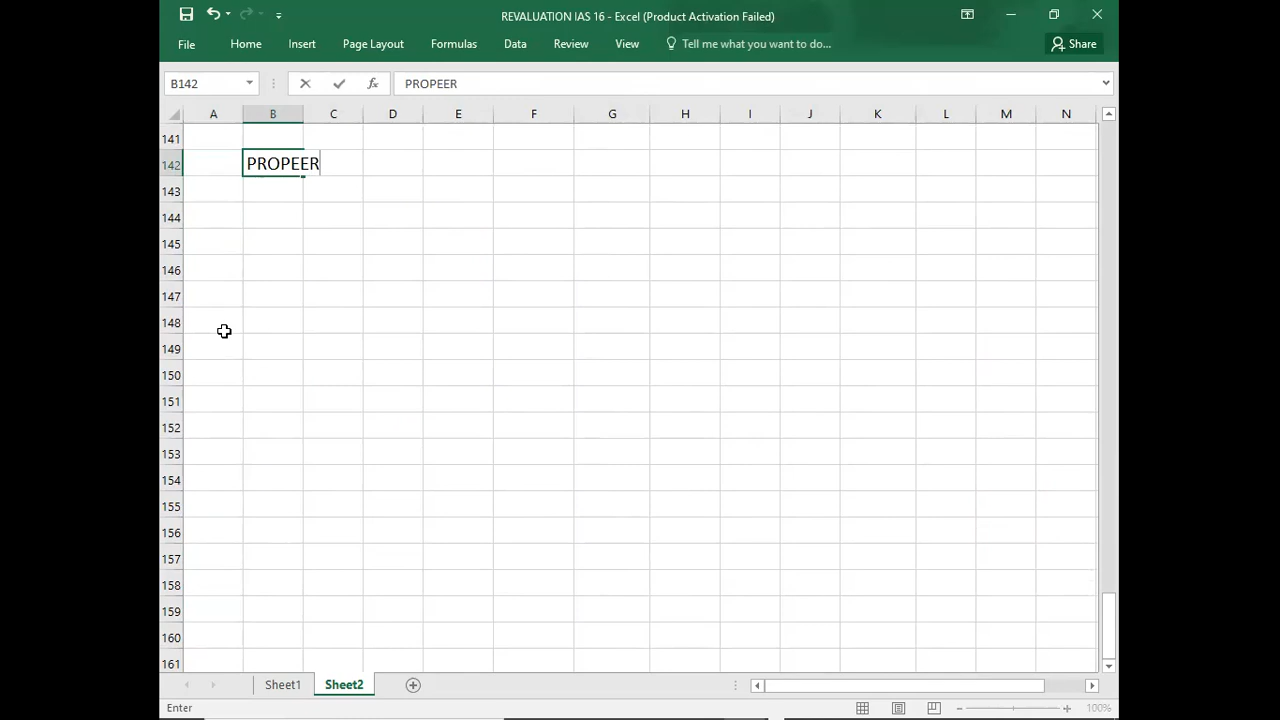 REVALUATION IAS 16 - Excel (Product Activation Failed)
File Home Insert Page Layout Formulas Data Review View Tell me what you want to do... Share
B142 fx PROPEER
A B C D E F G H I J K L M N
141
142 PROPEER
143
144
145
146
147
148
149
150
151
152
153
154
155
156
157
158
159
160
161
Sheet1 Sheet2
Enter 100%